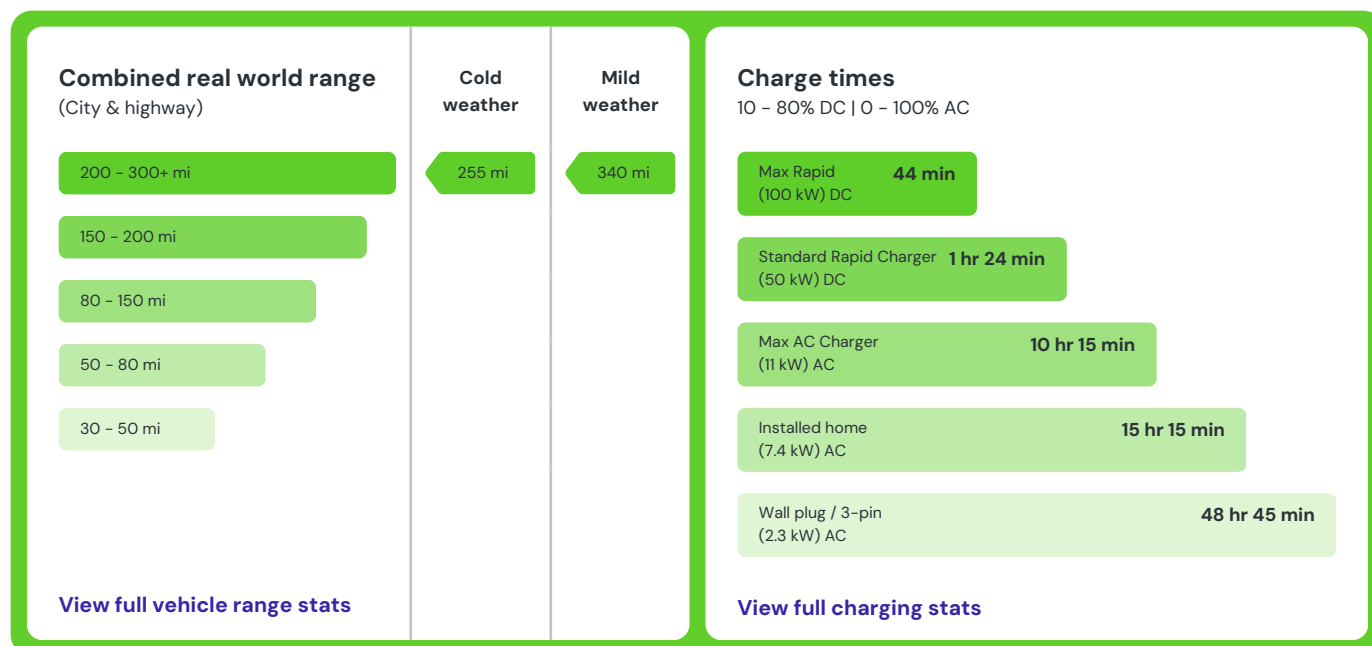 Combined real world range
(City & highway)
Cold
weather
Mild
weather
200 - 300+ mi
255 mi
340 mi
150 - 200 mi
80 - 150 mi
50 - 80 mi
30 - 50 mi
View full vehicle range stats
Charge times
10 - 80% DC | 0 - 100% AC
Max Rapid
(100 kW) DC
44 min
Standard Rapid Charger
(50 kW) DC
1 hr 24 min
Max AC Charger
(11 kW) AC
10 hr 15 min
Installed home
(7.4 kW) AC
15 hr 15 min
Wall plug / 3-pin
(2.3 kW) AC
48 hr 45 min
View full charging stats